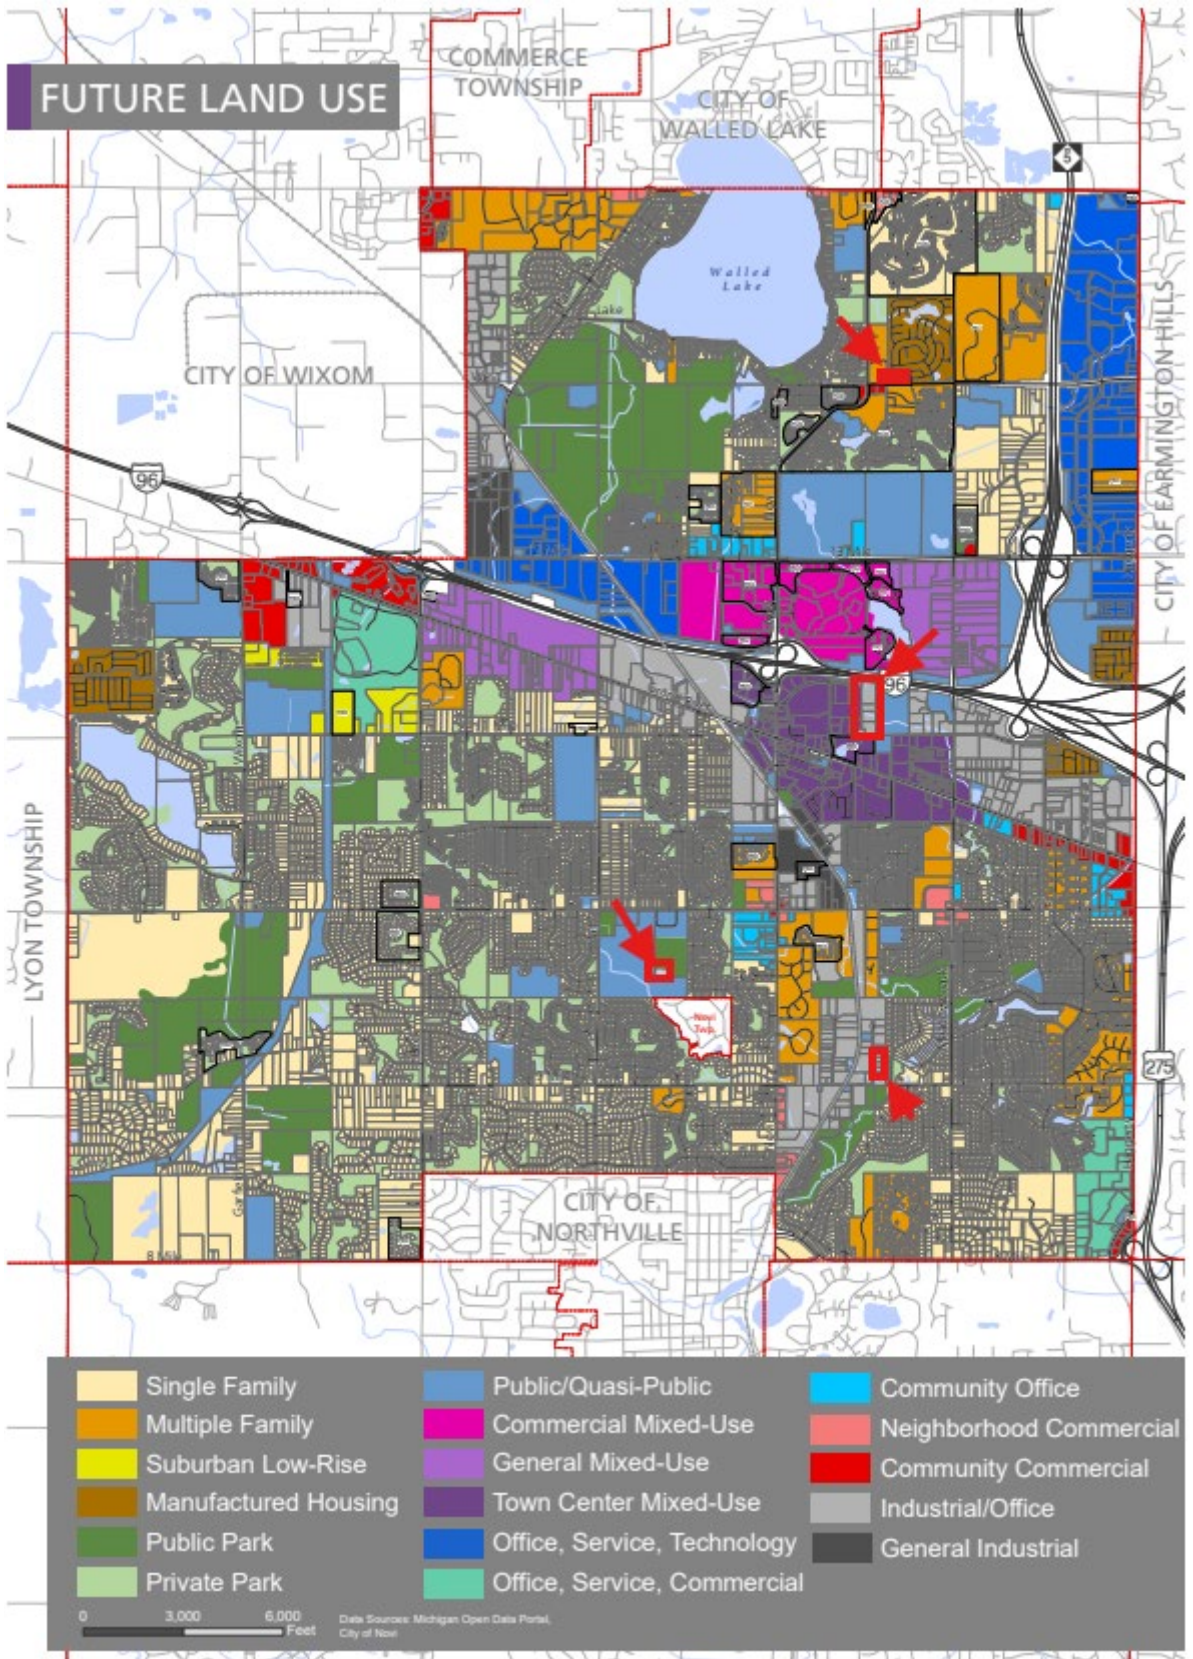 COMMERCE
TOWNSHIP
FUTURE LAND USE
CITY OF
WALLED LAKE
5
Walled
Lake
Lake
CITY OF WIXOM
CITY OF FARMINGTON HILLS
96
96
LYON TOWNSHIP
Novi
Twp.
275
CITY OF
NORTHVILLE
Single Family
Multiple Family
Suburban Low-Rise
Manufactured Housing
Public Park
Private Park
Public/Quasi-Public
Commercial Mixed-Use
General Mixed-Use
Town Center Mixed-Use
Office, Service, Technology
Office, Service, Commercial
Community Office
Neighborhood Commercial
Community Commercial
Industrial/Office
General Industrial
0 3,000 6,000
Feet
Data Sources: Michigan Open Data Portal,
City of Novi